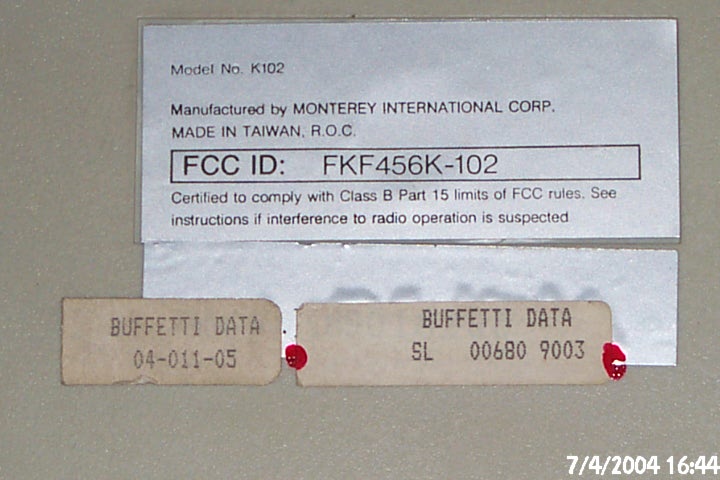 Model No. K102
Manufactured by MONTEREY INTERNATIONAL CORP.
MADE IN TAIWAN, R.O.C.
FCC ID: FKF456K-102
Certified to comply with Class B Part 15 limits of FCC rules. See
instructions if interference to radio operation is suspected
BUFFETTI DATA
04-011-05
BUFFETTI DATA
SL 00680 9003
7/4/2004 16:44